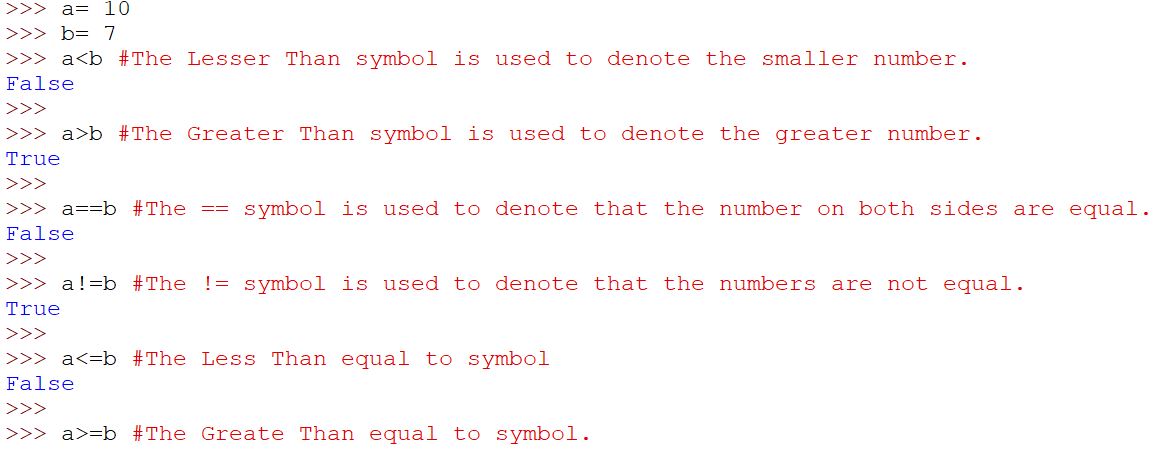 >>> a= 10
>>> b= 7
>>> a<b #The Lesser Than symbol is used to denote the smaller number.
False
>>>
>>> a>b #The Greater Than symbol is used to denote the greater number.
True
>>>
>>> a==b #The == symbol is used to denote that the number on both sides are equal.
False
>>>
>>> a!=b #The != symbol is used to denote that the numbers are not equal.
True
>>>
>>> a<=b #The Less Than equal to symbol
False
>>>
>>> a>=b #The Greate Than equal to symbol.